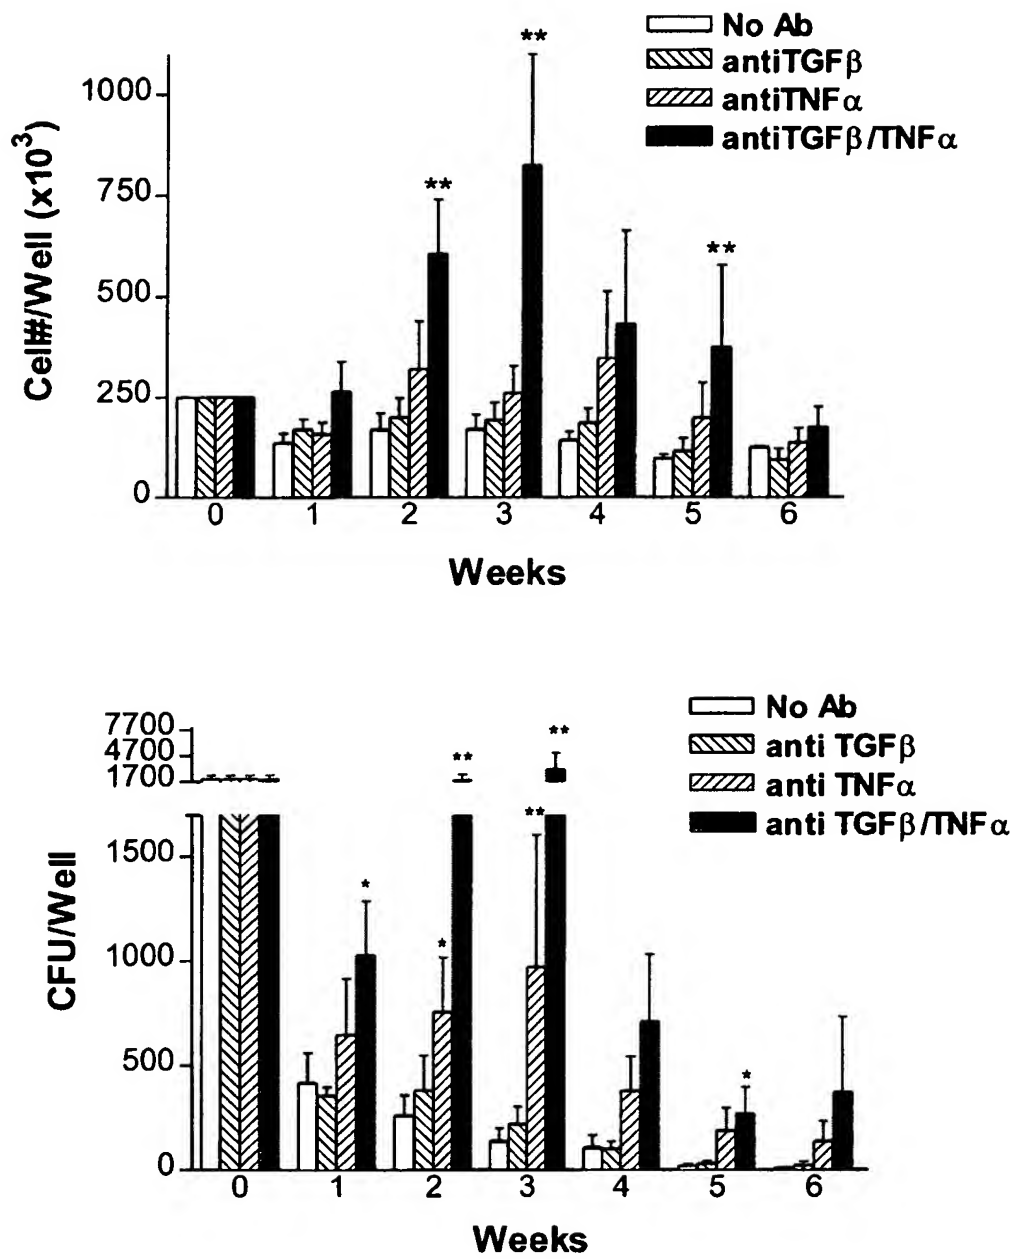 No Ab
antiTGFβ
antiTNFα
antiTGFβ/TNFα
Cell#/Well (x10³)
1000
750
500
250
0
**
**
**
0 1 2 3 4 5 6
Weeks
No Ab
anti TGFβ
anti TNFα
anti TGFβ/TNFα
CFU/Well
7700
4700
1700
1500
1000
500
0
*
*
**
**
**
*
0 1 2 3 4 5 6
Weeks